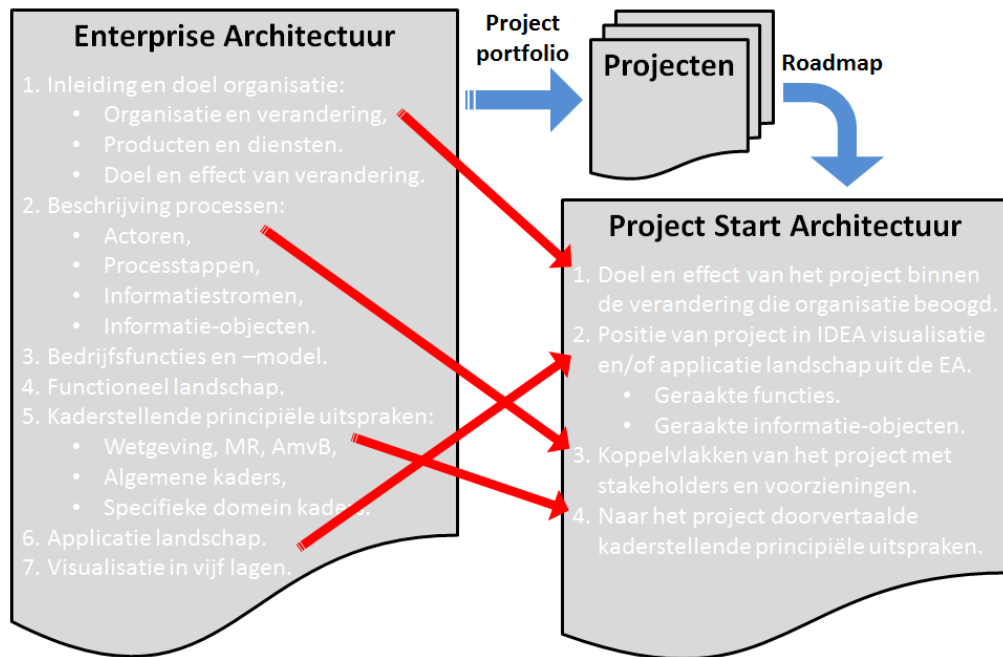 Enterprise Architectuur
1. Inleiding en doel organisatie:
• Organisatie en verandering,
• Producten en diensten.
• Doel en effect van verandering.
2. Beschrijving processen:
• Actoren,
• Processtappen,
• Informatiestromen,
• Informatie-objecten.
3. Bedrijfsfuncties en –model.
4. Functioneel landschap.
5. Kaderstellende principiële uitspraken:
• Wetgeving, MR, AmvB,
• Algemene kaders,
• Specifieke domein kaders.
6. Applicatie landschap.
7. Visualisatie in vijf lagen.
Project
portfolio
Projecten
Roadmap
Project Start Architectuur
1. Doel en effect van het project binnen
de verandering die organisatie beoogd.
2. Positie van project in IDEA visualisatie
en/of applicatie landschap uit de EA.
• Geraakte functies.
• Geraakte informatie-objecten.
3. Koppelvlakken van het project met
stakeholders en voorzieningen.
4. Naar het project doorvertaalde
kaderstellende principiële uitspraken.